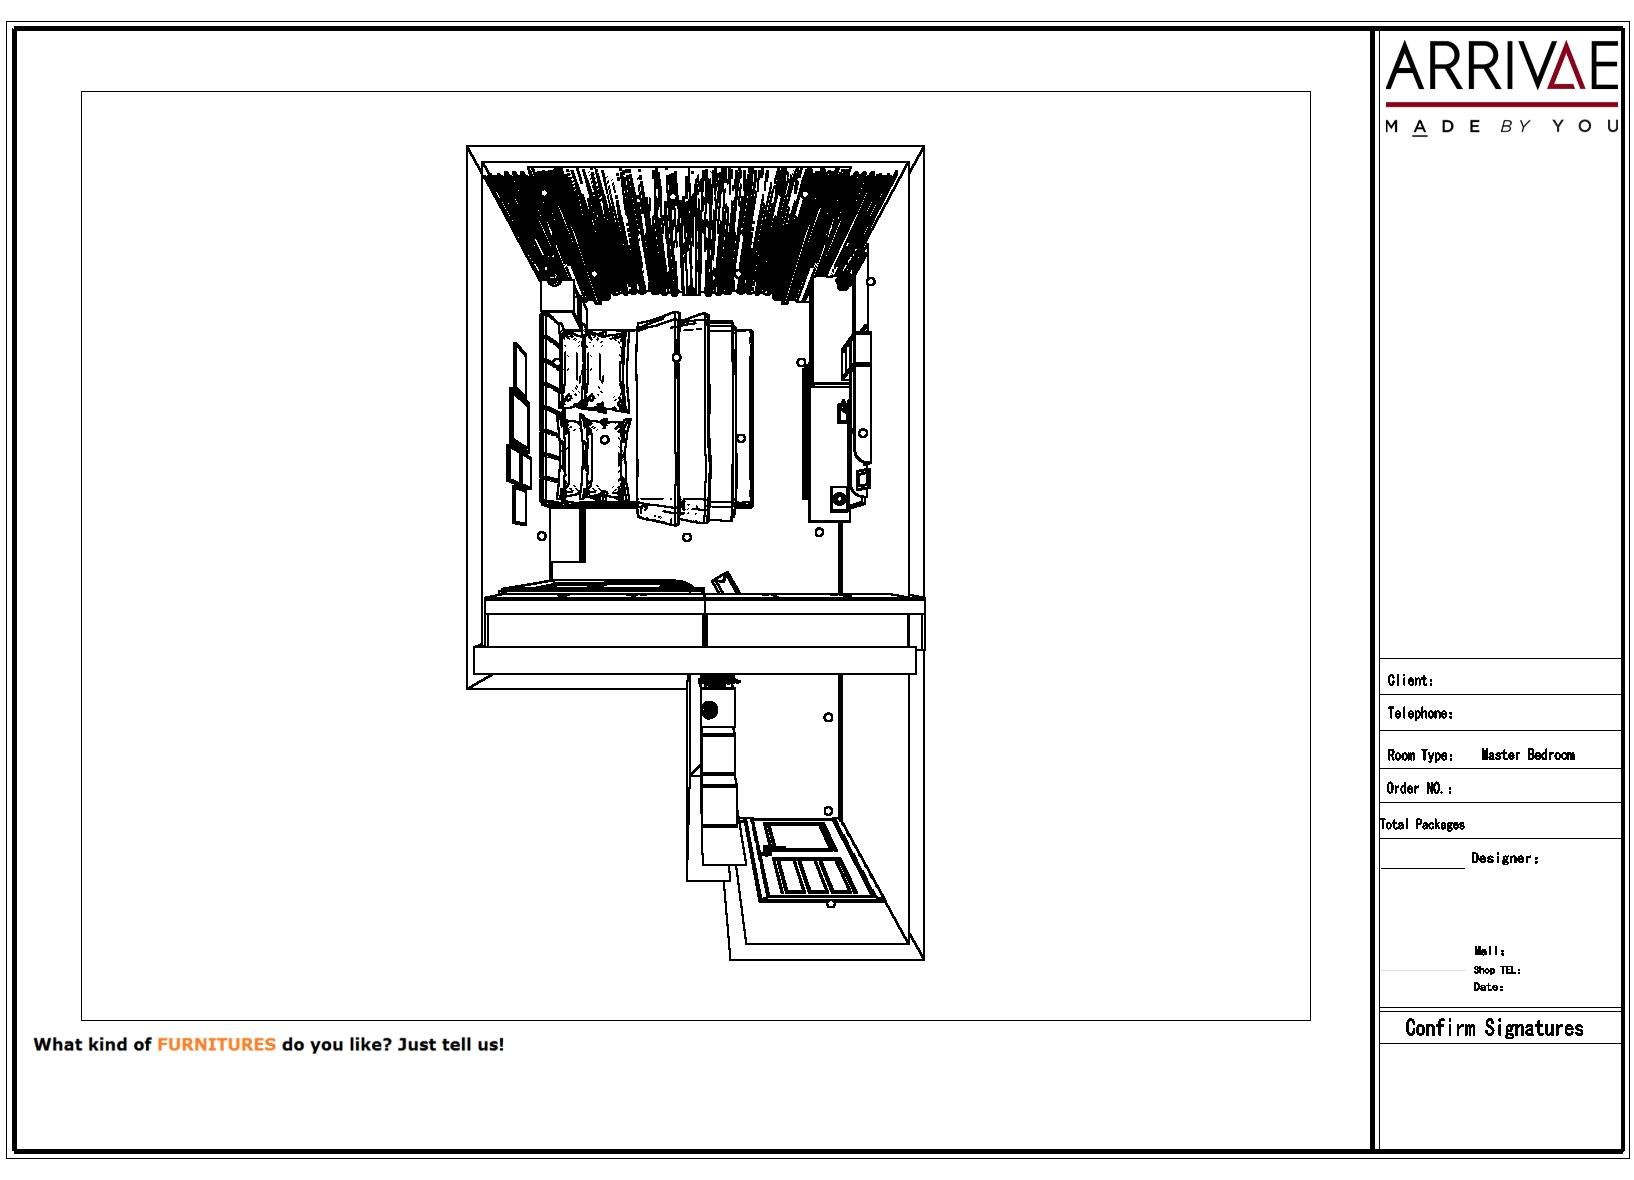 ARRIVAE
MADE BY YOU
Client:
Telephone:
Room Type: Master Bedroom
Order NO.:
Total Packages
Designer:
Mall:
Shop TEL:
Date:
Confirm Signatures
What kind of FURNITURES do you like? Just tell us!